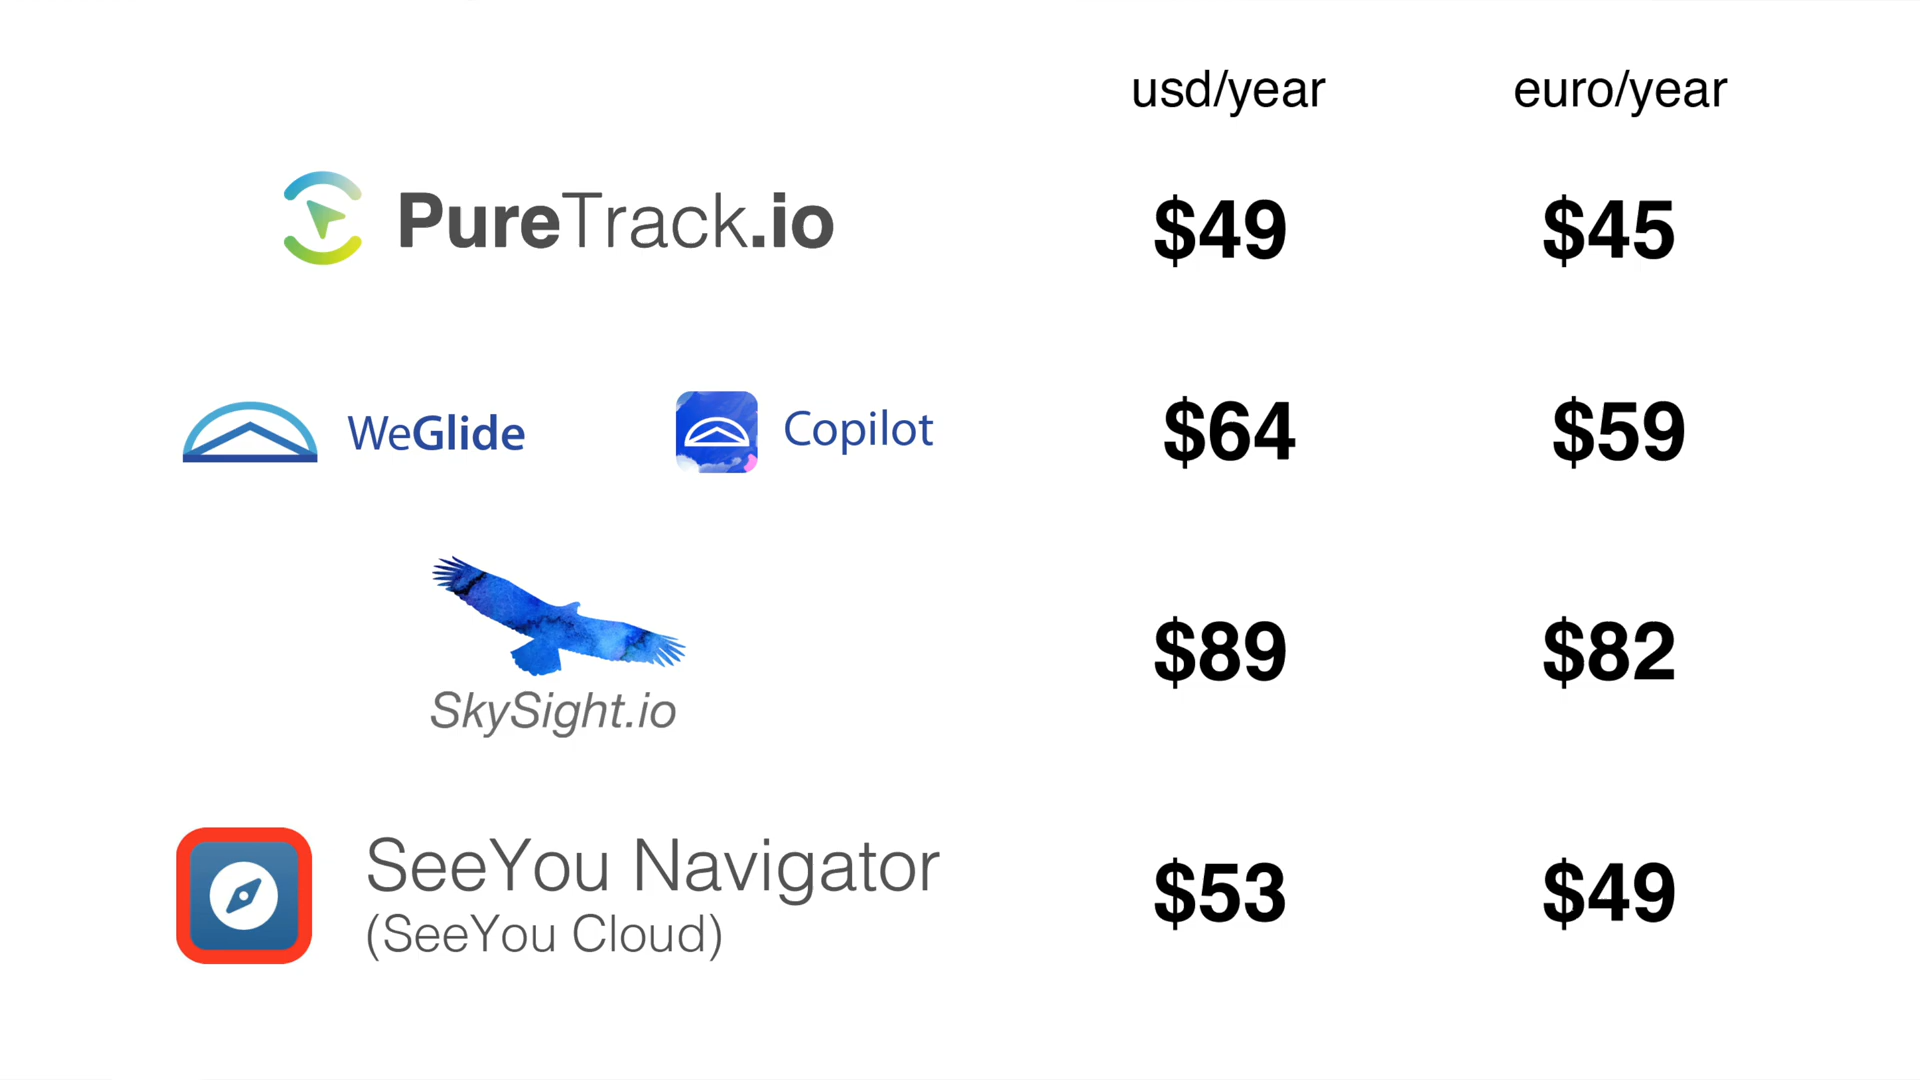 usd/year euro/year
PureTrack.io $49 $45
WeGlide Copilot $64 $59
SkySight.io $89 $82
SeeYou Navigator $53 $49
(SeeYou Cloud)